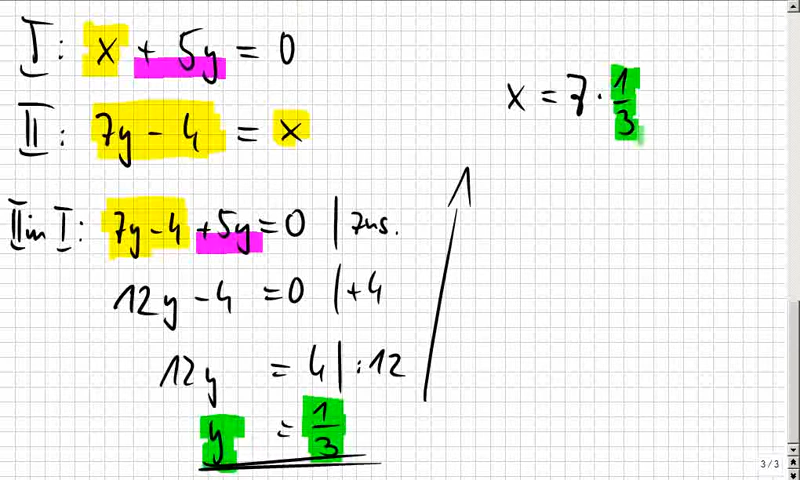 I: x + 5y = 0
II: 7y - 4 = x
II in I: 7y - 4 + 5y = 0 | zus.
12y - 4 = 0 | +4
12y = 4 | :12
y = 1/3
x = 7 · 1/3
3 / 3